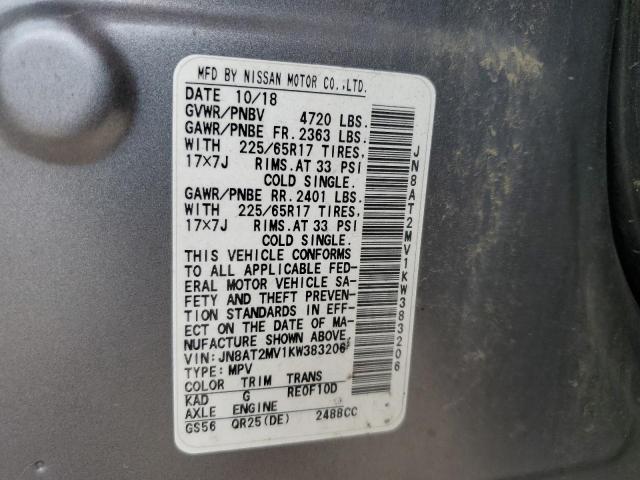 MFD BY NISSAN MOTOR CO.,LTD.
DATE 10/18
GVWR/PNBV 4720 LBS.
GAWR/PNBE FR. 2363 LBS.
WITH 225/65R17 TIRES,
17X7J RIMS.AT 33 PSI
COLD SINGLE.
GAWR/PNBE RR. 2401 LBS.
WITH 225/65R17 TIRES,
17X7J RIMS.AT 33 PSI
COLD SINGLE.
THIS VEHICLE CONFORMS
TO ALL APPLICABLE FED-
ERAL MOTOR VEHICLE SA-
FETY AND THEFT PREVEN-
TION STANDARDS IN EFF-
ECT ON THE DATE OF MA-
NUFACTURE SHOWN ABOVE.
VIN: JN8AT2MV1KW383206
TYPE: MPV
COLOR TRIM TRANS
KAD G RE0F10D
AXLE ENGINE
GS56 QR25(DE) 2488CC
JN8AT2MV1KW383206